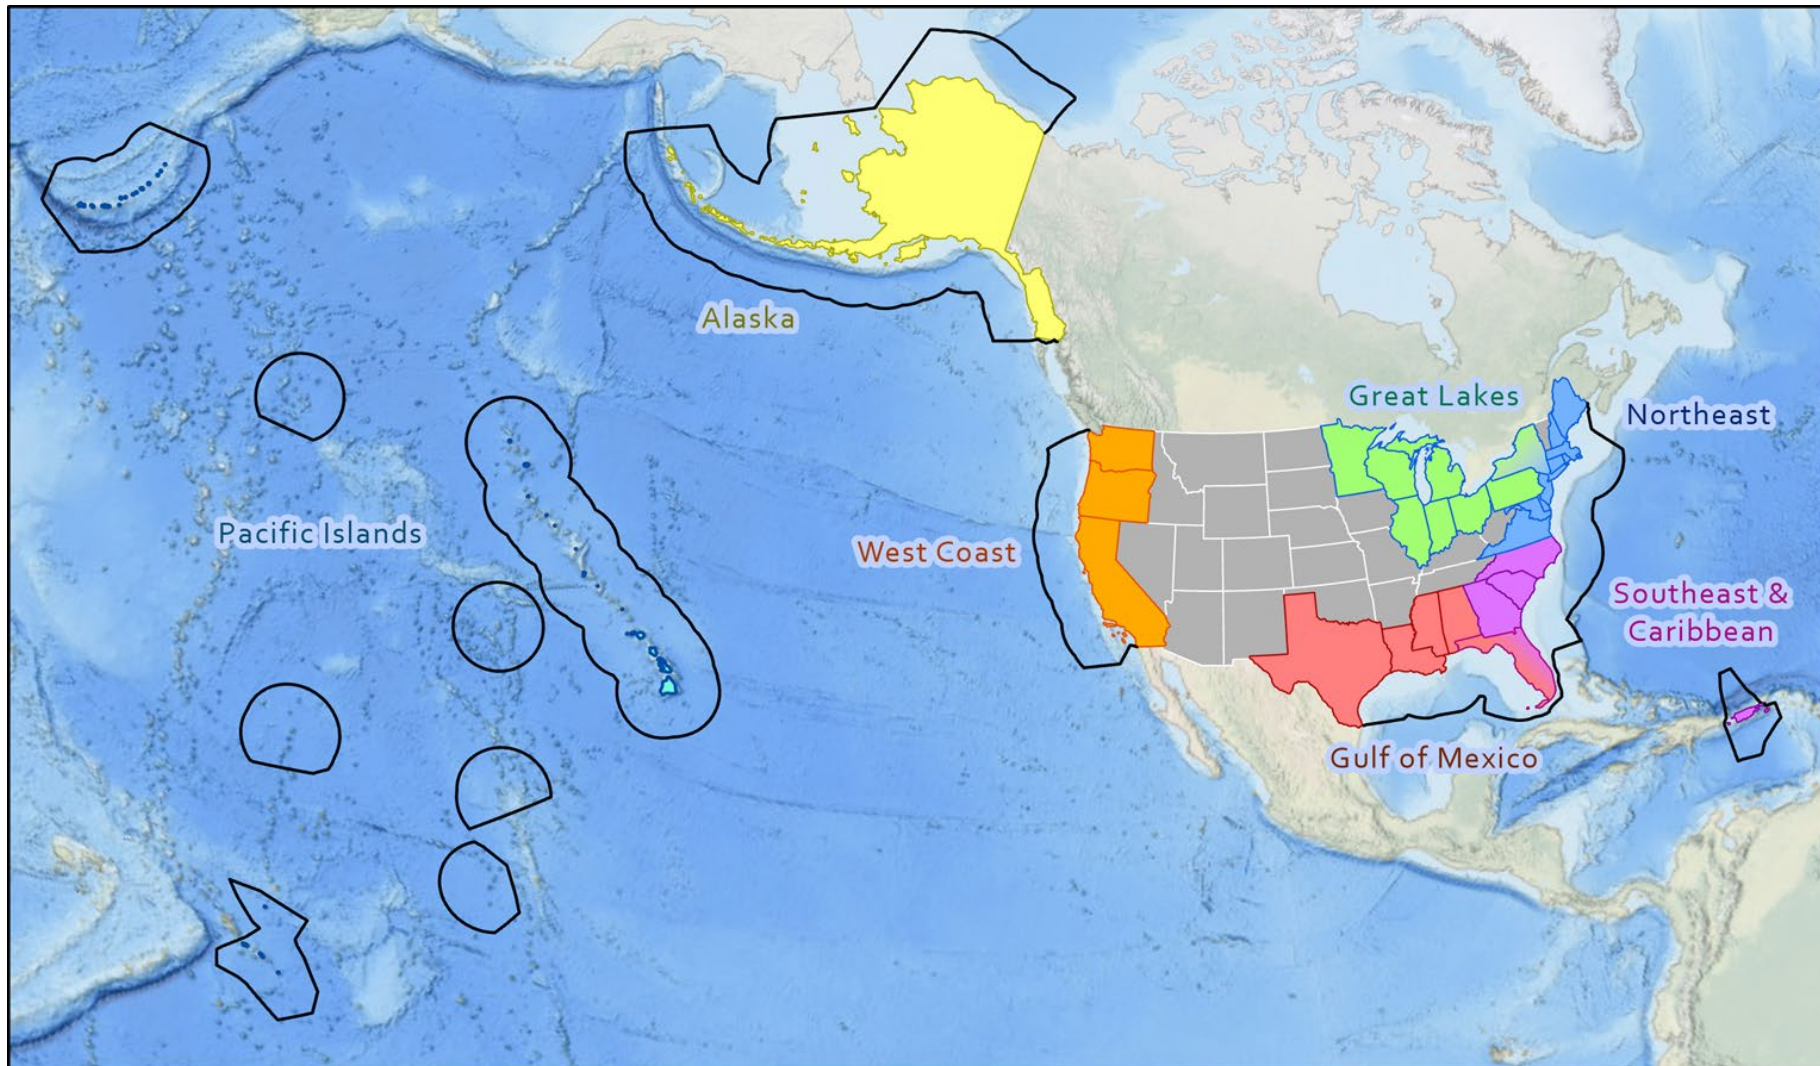 Alaska
Great Lakes
Northeast
Pacific Islands
West Coast
Southeast &
Caribbean
Gulf of Mexico